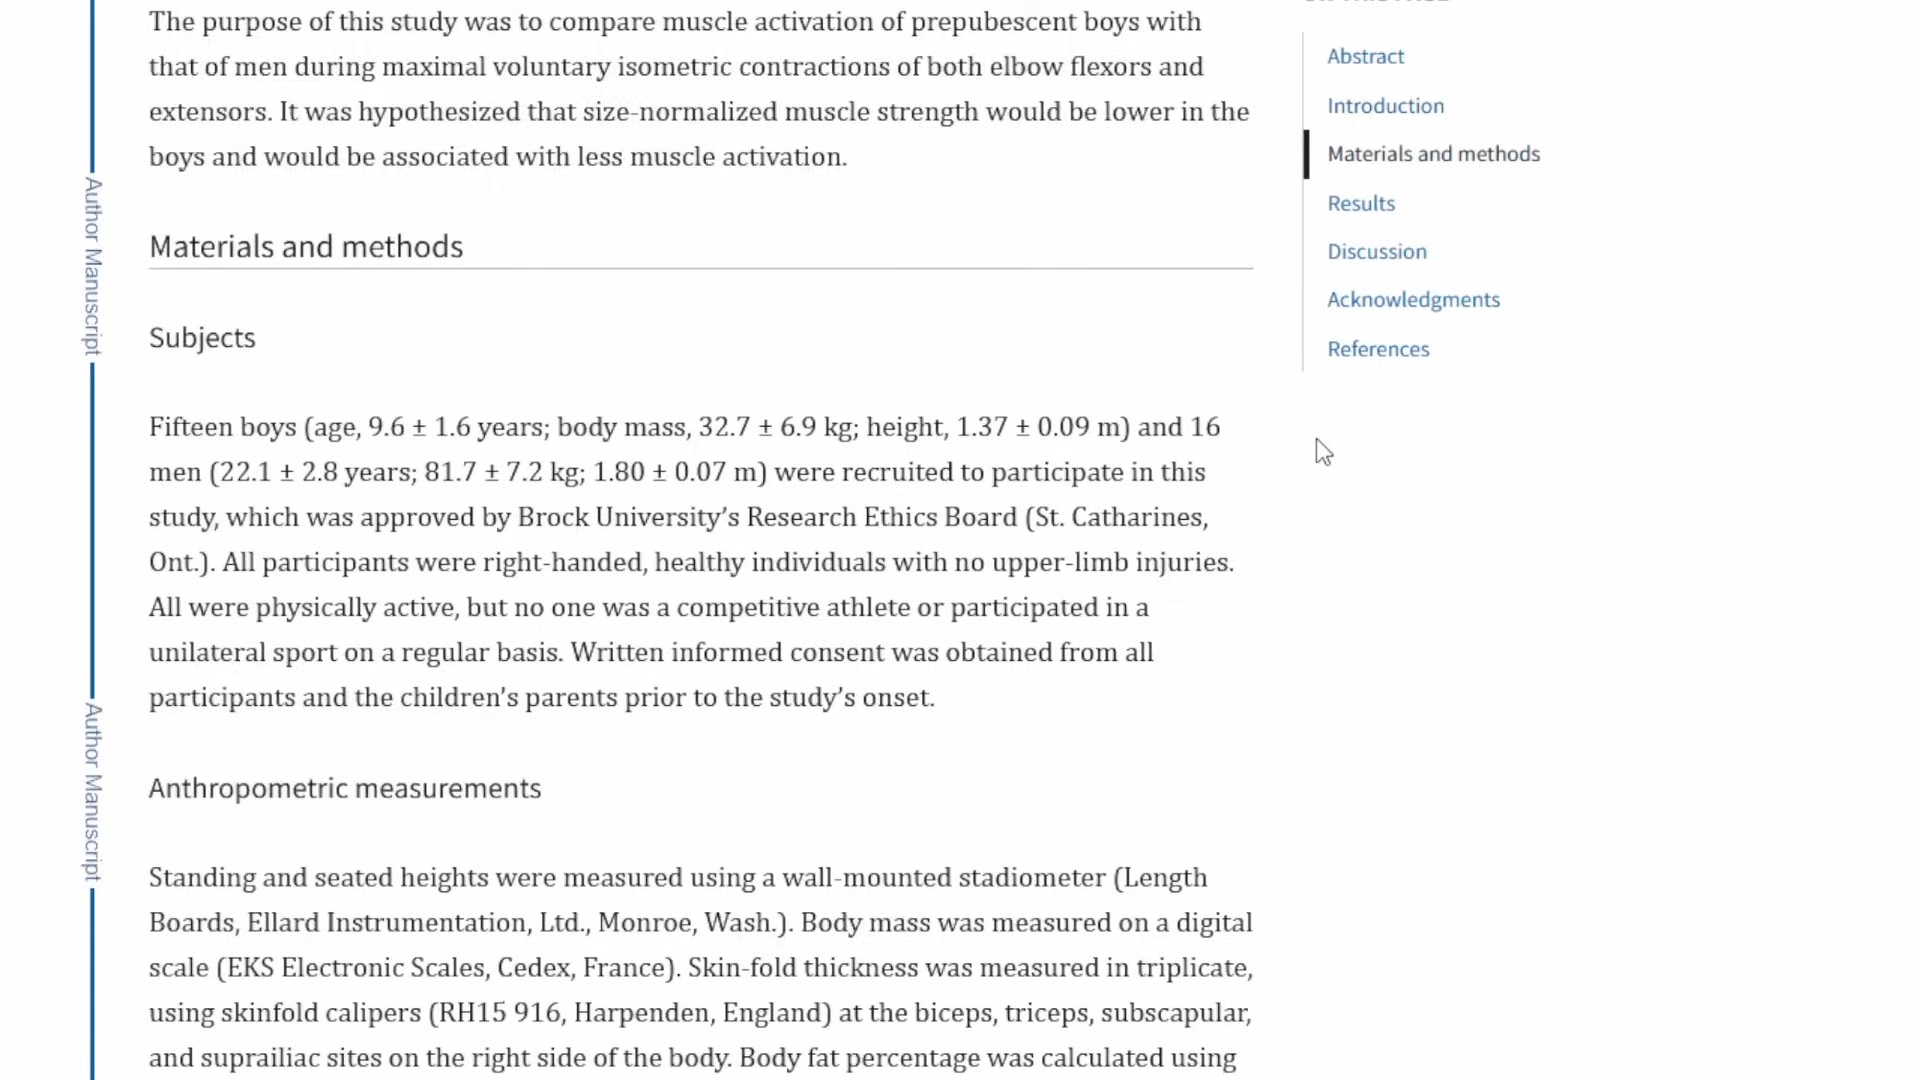 The purpose of this study was to compare muscle activation of prepubescent boys with
that of men during maximal voluntary isometric contractions of both elbow flexors and
extensors. It was hypothesized that size-normalized muscle strength would be lower in the
boys and would be associated with less muscle activation.
Materials and methods
Subjects
Fifteen boys (age, 9.6 ± 1.6 years; body mass, 32.7 ± 6.9 kg; height, 1.37 ± 0.09 m) and 16
men (22.1 ± 2.8 years; 81.7 ± 7.2 kg; 1.80 ± 0.07 m) were recruited to participate in this
study, which was approved by Brock University’s Research Ethics Board (St. Catharines,
Ont.). All participants were right-handed, healthy individuals with no upper-limb injuries.
All were physically active, but no one was a competitive athlete or participated in a
unilateral sport on a regular basis. Written informed consent was obtained from all
participants and the children’s parents prior to the study’s onset.
Anthropometric measurements
Standing and seated heights were measured using a wall-mounted stadiometer (Length
Boards, Ellard Instrumentation, Ltd., Monroe, Wash.). Body mass was measured on a digital
scale (EKS Electronic Scales, Cedex, France). Skin-fold thickness was measured in triplicate,
using skinfold calipers (RH15 916, Harpenden, England) at the biceps, triceps, subscapular,
and suprailiac sites on the right side of the body. Body fat percentage was calculated using
Author Manuscript
Author Manuscript
Abstract
Introduction
Materials and methods
Results
Discussion
Acknowledgments
References